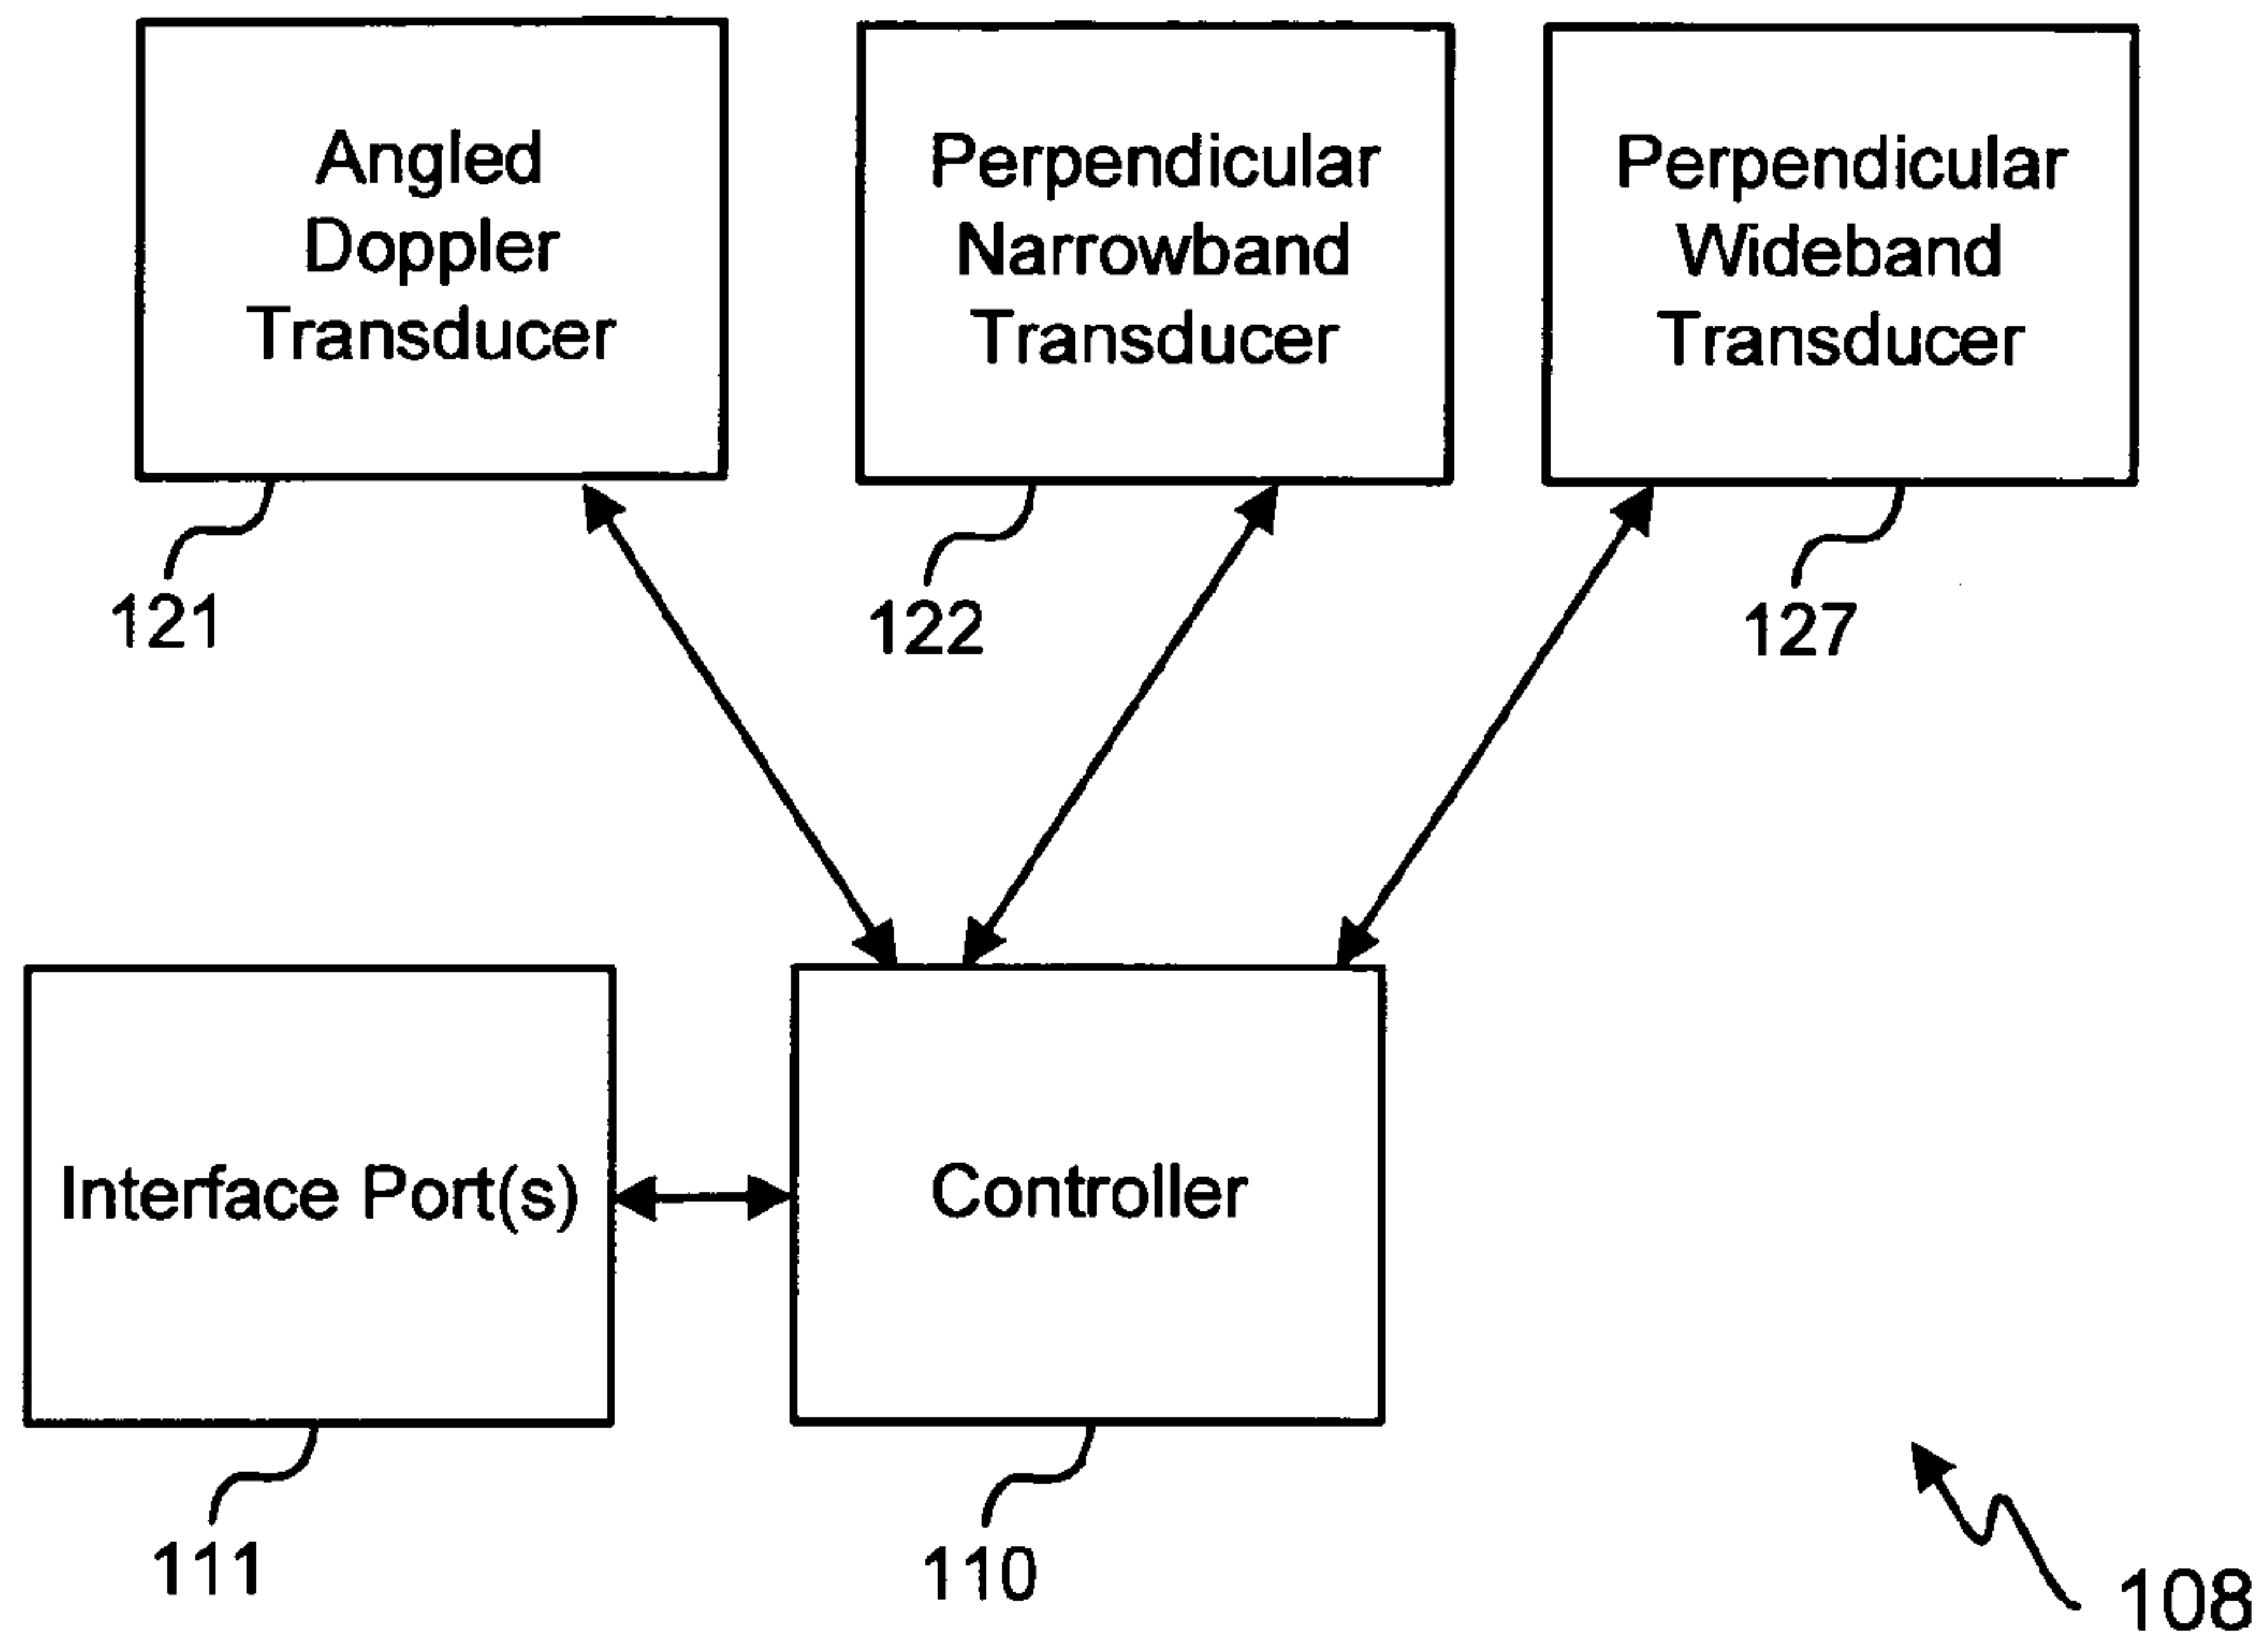 Angled
Doppler
Transducer
Perpendicular
Narrowband
Transducer
Perpendicular
Wideband
Transducer
121
122
127
Interface Port(s)
Controller
111
110
108